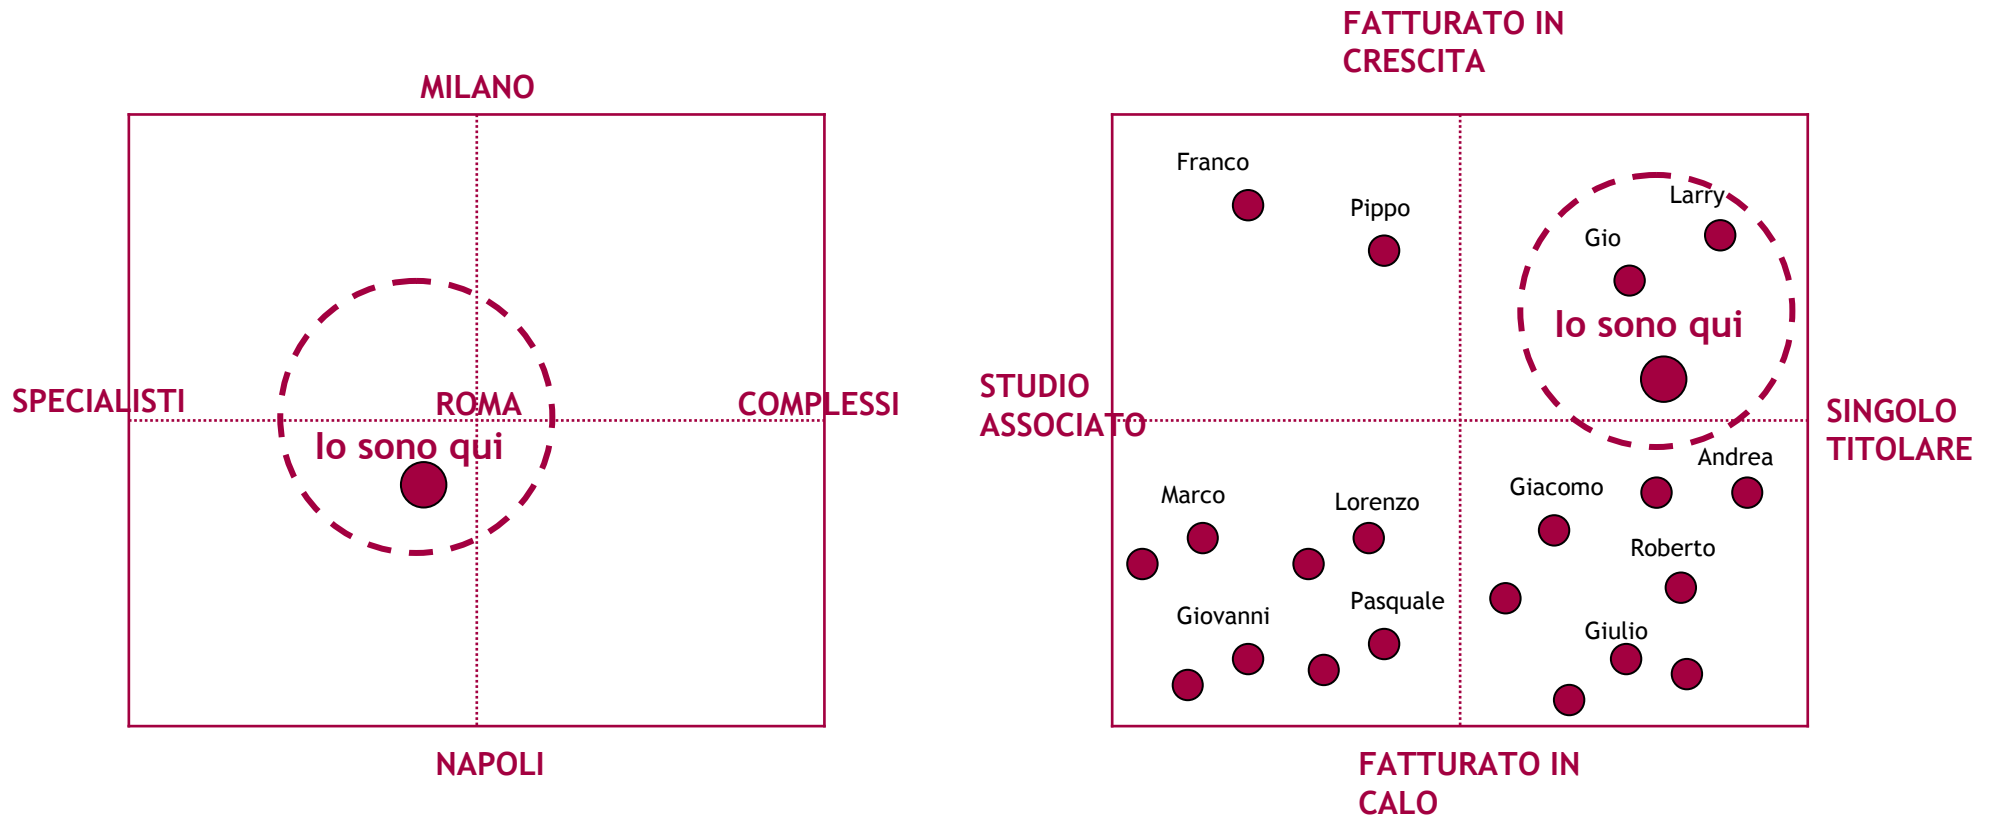 MILANO
SPECIALISTI
ROMA
COMPLESSI
Io sono qui
NAPOLI
FATTURATO IN
CRESCITA
Franco
Pippo
Larry
Gio
Io sono qui
STUDIO
ASSOCIATO
SINGOLO
TITOLARE
Marco
Lorenzo
Giovanni
Pasquale
Andrea
Giacomo
Roberto
Giulio
FATTURATO IN
CALO